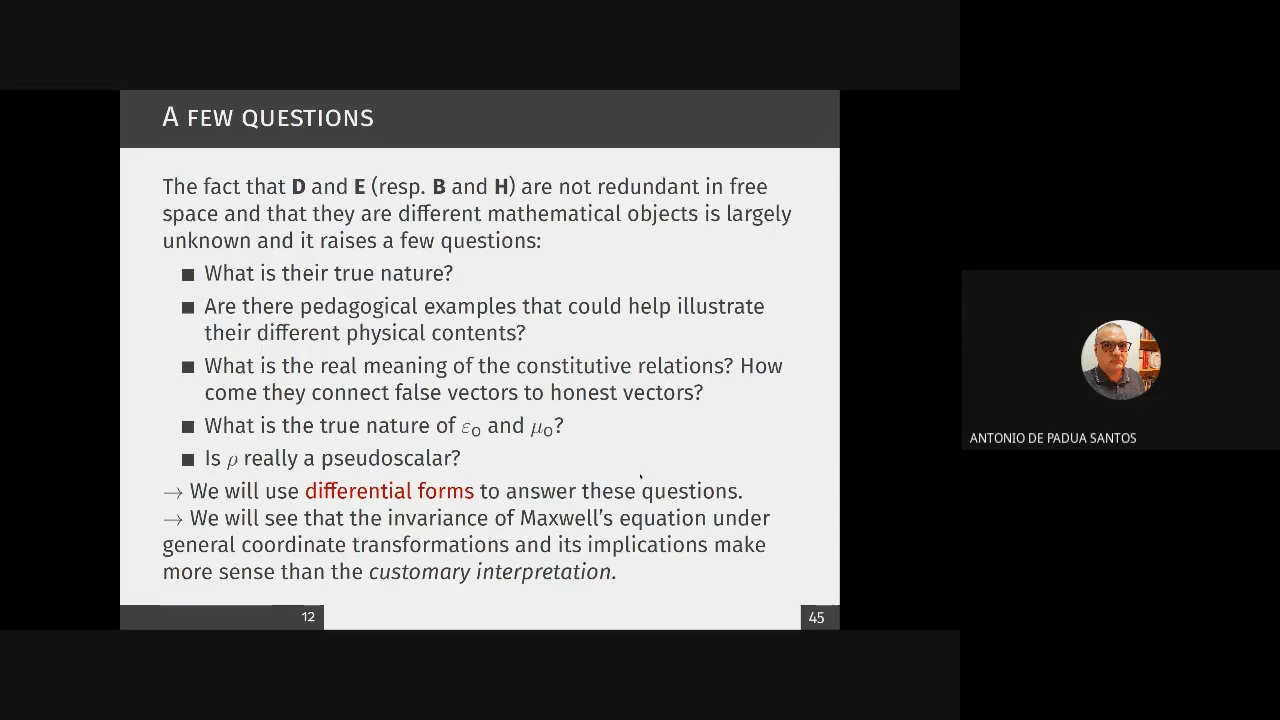 A FEW QUESTIONS
The fact that D and E (resp. B and H) are not redundant in free
space and that they are different mathematical objects is largely
unknown and it raises a few questions:
■ What is their true nature?
■ Are there pedagogical examples that could help illustrate
their different physical contents?
■ What is the real meaning of the constitutive relations? How
come they connect false vectors to honest vectors?
■ What is the true nature of ε₀ and μ₀?
■ Is ρ really a pseudoscalar?
→ We will use differential forms to answer these questions.
→ We will see that the invariance of Maxwell's equation under
general coordinate transformations and its implications make
more sense than the customary interpretation.
12
45
ANTONIO DE PADUA SANTOS